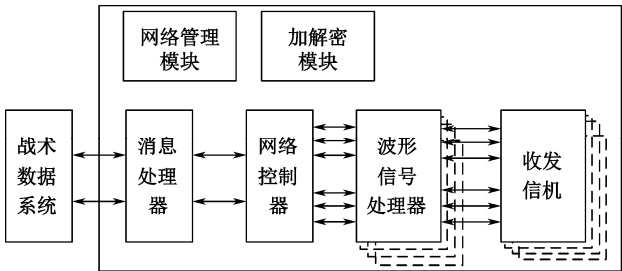 网络管理
模块
加解密
模块
战术
数据
系统
消息
处理
器
网络
控制
器
波形
信号
处理器
收发
信机